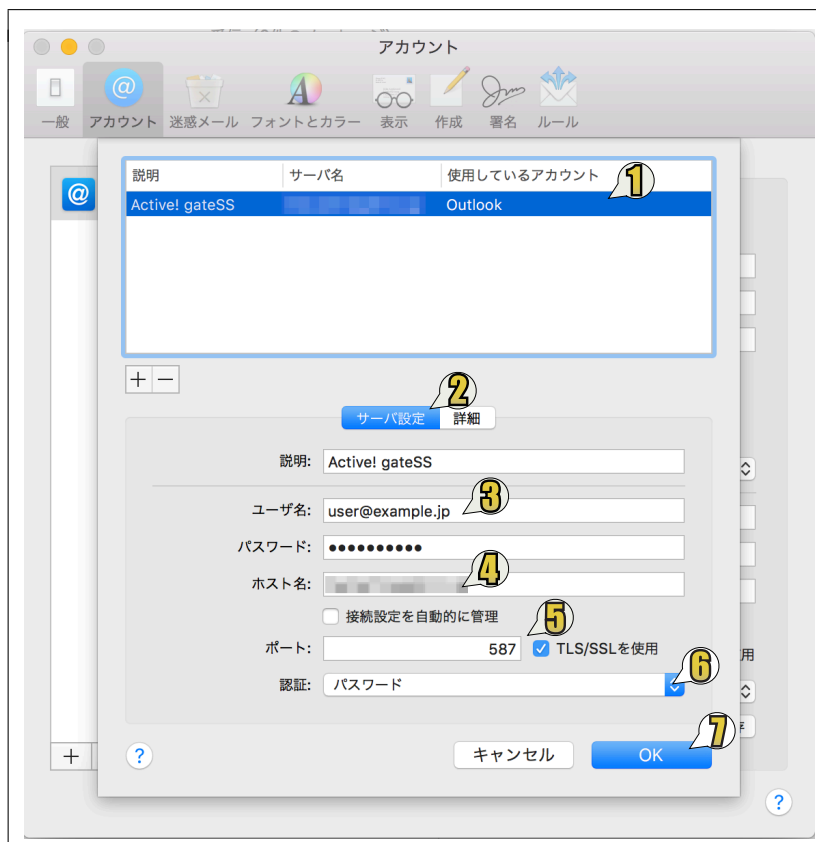 アカウント
一般 アカウント 迷惑メール フォントとカラー 表示 作成 署名 ルール
説明 サーバ名 使用しているアカウント 1
Active! gateSS Outlook
2
サーバ設定 詳細
説明: Active! gateSS
ユーザ名: user@example.jp 3
パスワード: ●●●●●●●●●●
ホスト名: 4
接続設定を自動的に管理 5
ポート: 587 TLS/SSLを使用
用
認証: パスワード 6
? キャンセル OK 7
?